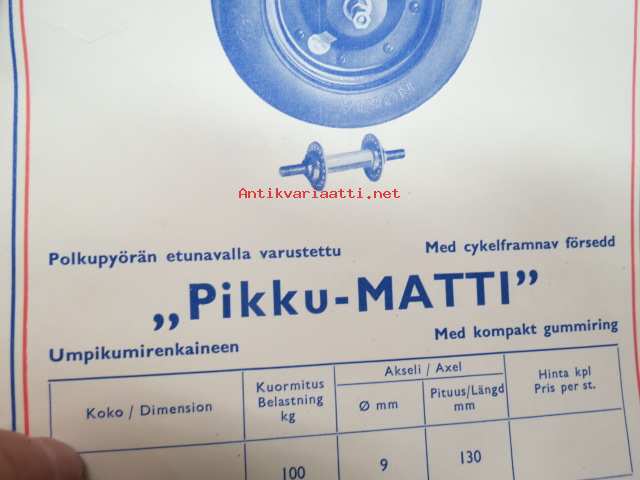 Antikvariaatti.net
Polkupyörän etunavalla varustettu
Med cykelframnav försedd
„Pikku-MATTI”
Umpikumirenkaineen
Med kompakt gummiring
Koko / Dimension
Kuormitus
Belastning
kg
Akseli / Axel
Ø mm
Pituus/Längd
mm
Hinta kpl
Pris per st.
100
9
130